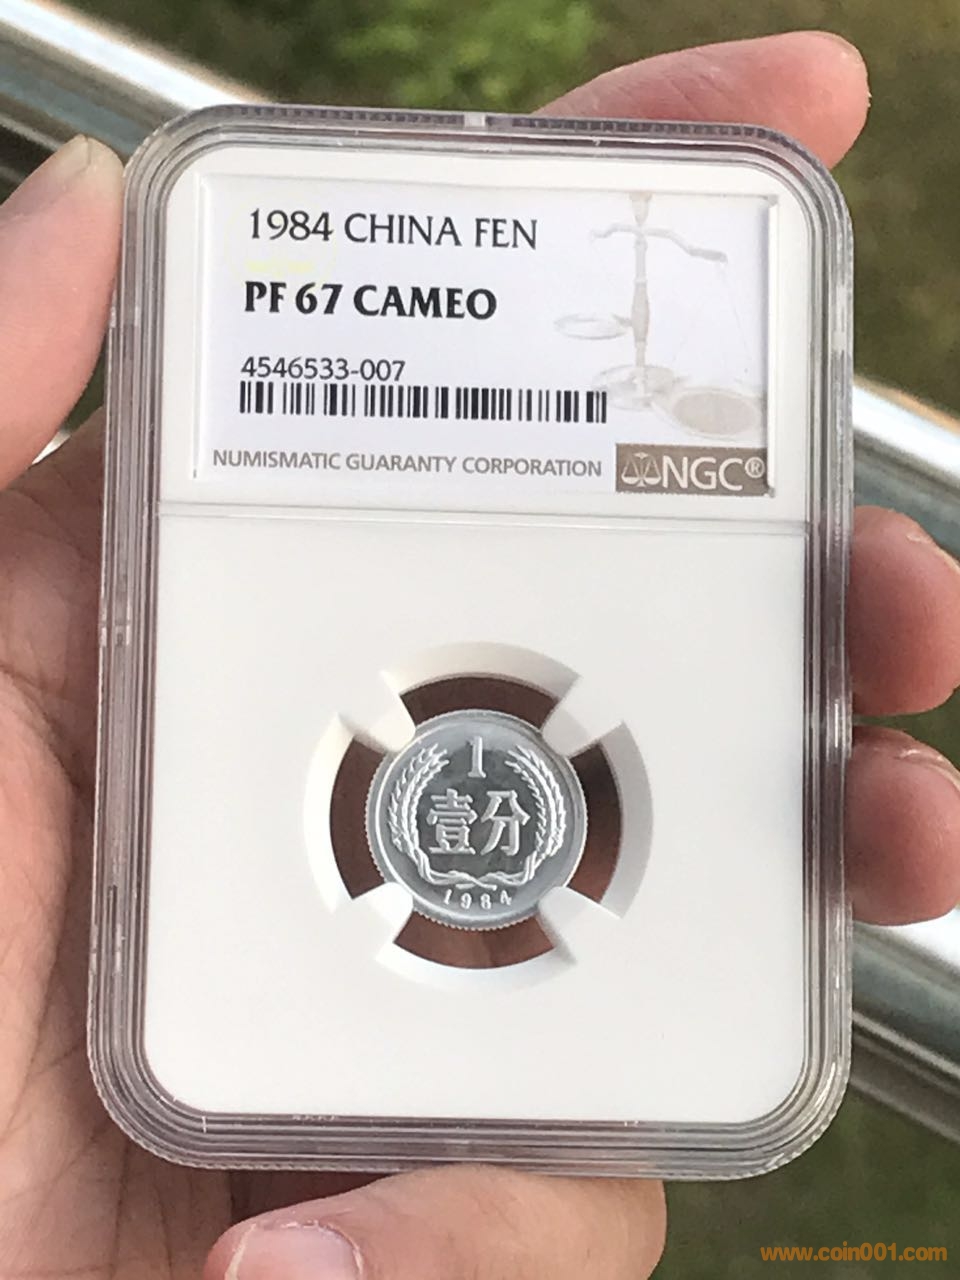 1984 CHINA FEN
PF 67 CAMEO
4546533-007
NUMISMATIC GUARANTY CORPORATION
NGC®
1
壹分
1984
www.coin001.com